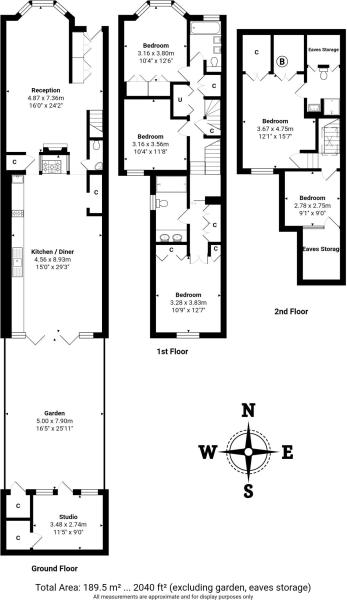 Reception
4.87 x 7.36m
16'0" x 24'2"
C
C
Kitchen / Diner
4.56 x 8.93m
15'0" x 29'3"
Garden
5.00 x 7.90m
16'5" x 25'11"
C
Studio
3.48 x 2.74m
11'5" x 9'0"
C
Ground Floor
Bedroom
3.16 x 3.80m
10'4" x 12'6"
C
U
C
Bedroom
3.16 x 3.56m
10'4" x 11'8"
C
C
C
Bedroom
3.28 x 3.83m
10'9" x 12'7"
1st Floor
C
B
Eaves Storage
Bedroom
3.67 x 4.75m
12'1" x 15'7"
Bedroom
2.78 x 2.75m
9'1" x 9'0"
Eaves Storage
2nd Floor
N
W
E
S
Total Area: 189.5 m² ... 2040 ft² (excluding garden, eaves storage)
All measurements are approximate and for display purposes only